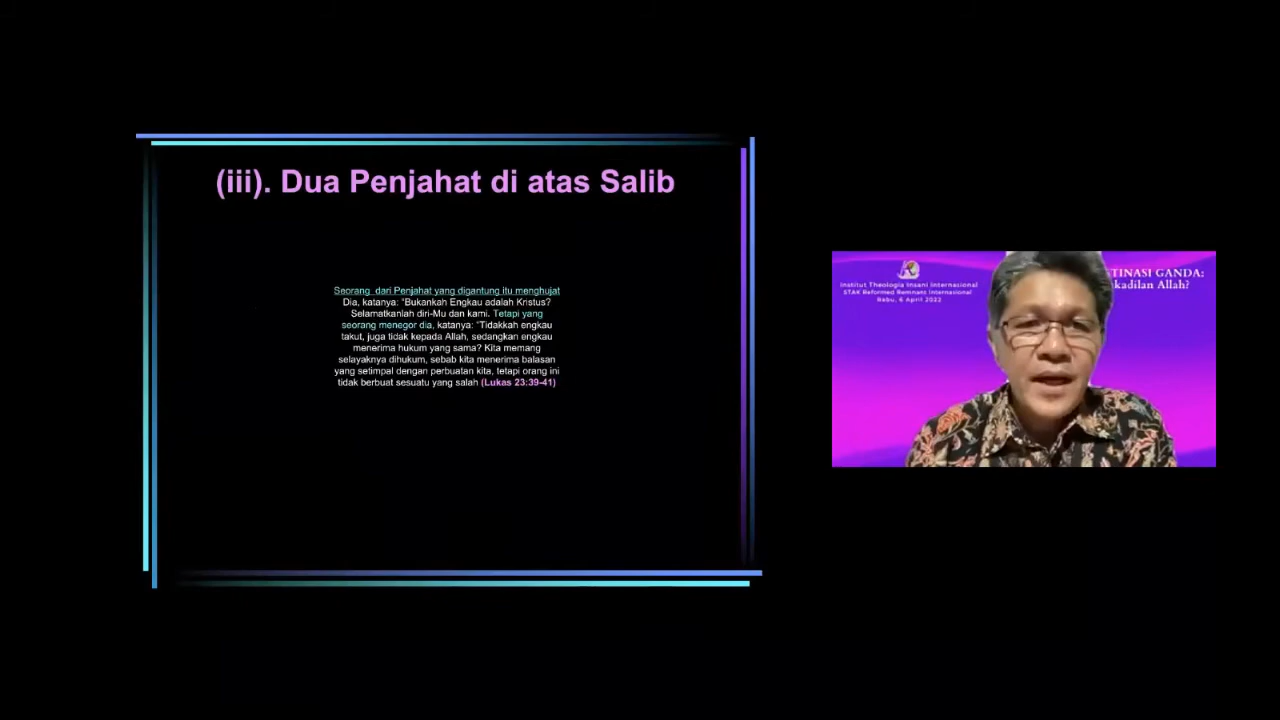 (iii). Dua Penjahat di atas Salib
Seorang dari Penjahat yang digantung itu menghujat
Dia, katanya: "Bukankah Engkau adalah Kristus?
Selamatkanlah diri-Mu dan kami. Tetapi yang
seorang menegor dia, katanya: "Tidakkah engkau
takut, juga tidak kepada Allah, sedangkan engkau
menerima hukum yang sama? Kita memang
selayaknya dihukum, sebab kita menerima balasan
yang setimpal dengan perbuatan kita, tetapi orang ini
tidak berbuat sesuatu yang salah (Lukas 23:39-41)
Institut Theologia Insani Internasional
STAK Reformed Remnant Internasional
Rabu, 6 April 2022
TINASI GANDA:
kadilan Allah?